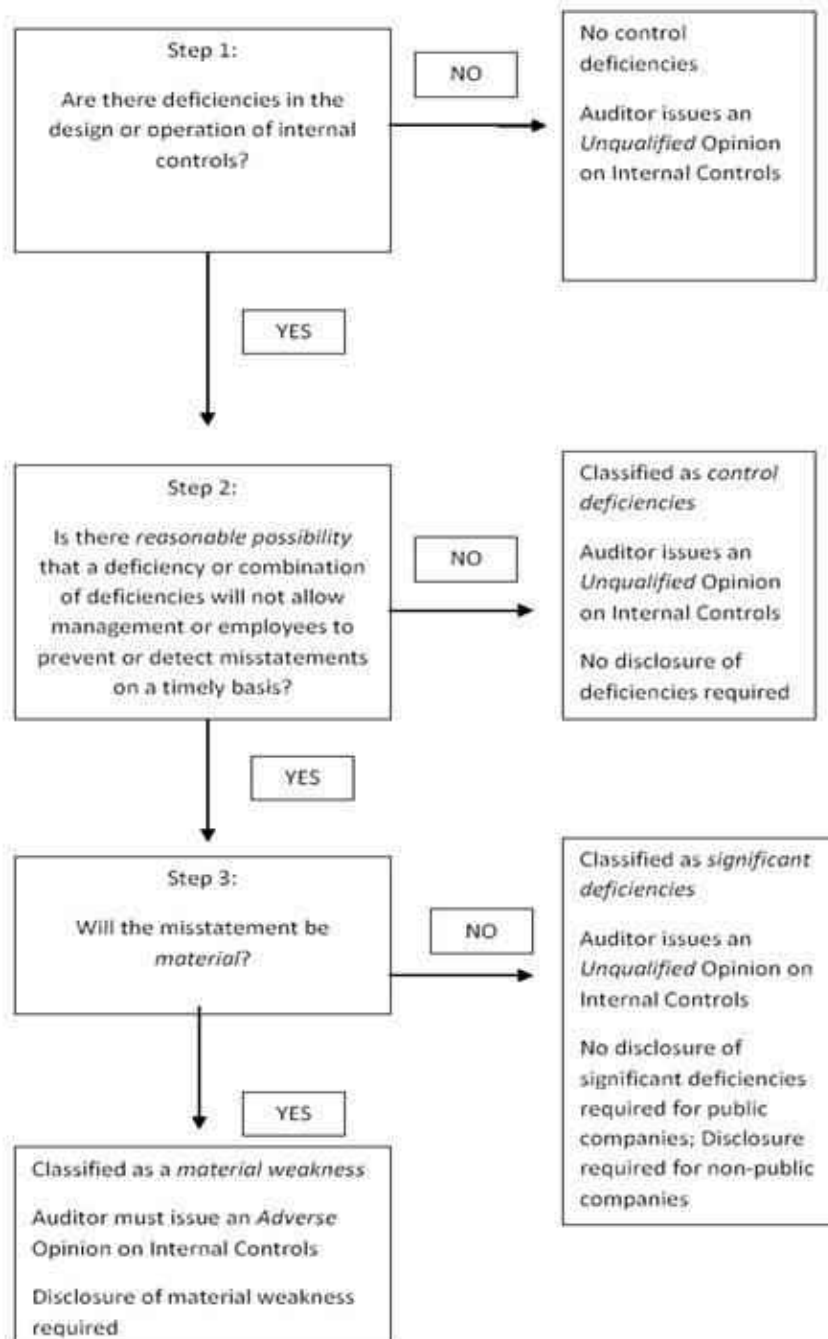 Step 1:
Are there deficiencies in the
design or operation of internal
controls?
NO
No control
deficiencies
Auditor issues an
Unqualified Opinion
on Internal Controls
YES
Step 2:
Is there reasonable possibility
that a deficiency or combination
of deficiencies will not allow
management or employees to
prevent or detect misstatements
on a timely basis?
NO
Classified as control
deficiencies
Auditor issues an
Unqualified Opinion
on Internal Controls
No disclosure of
deficiencies required
YES
Step 3:
Will the misstatement be
material?
NO
Classified as significant
deficiencies
Auditor issues an
Unqualified Opinion on
Internal Controls
No disclosure of
significant deficiencies
required for public
companies; Disclosure
required for non-public
companies
YES
Classified as a material weakness
Auditor must issue an Adverse
Opinion on Internal Controls
Disclosure of material weakness
required